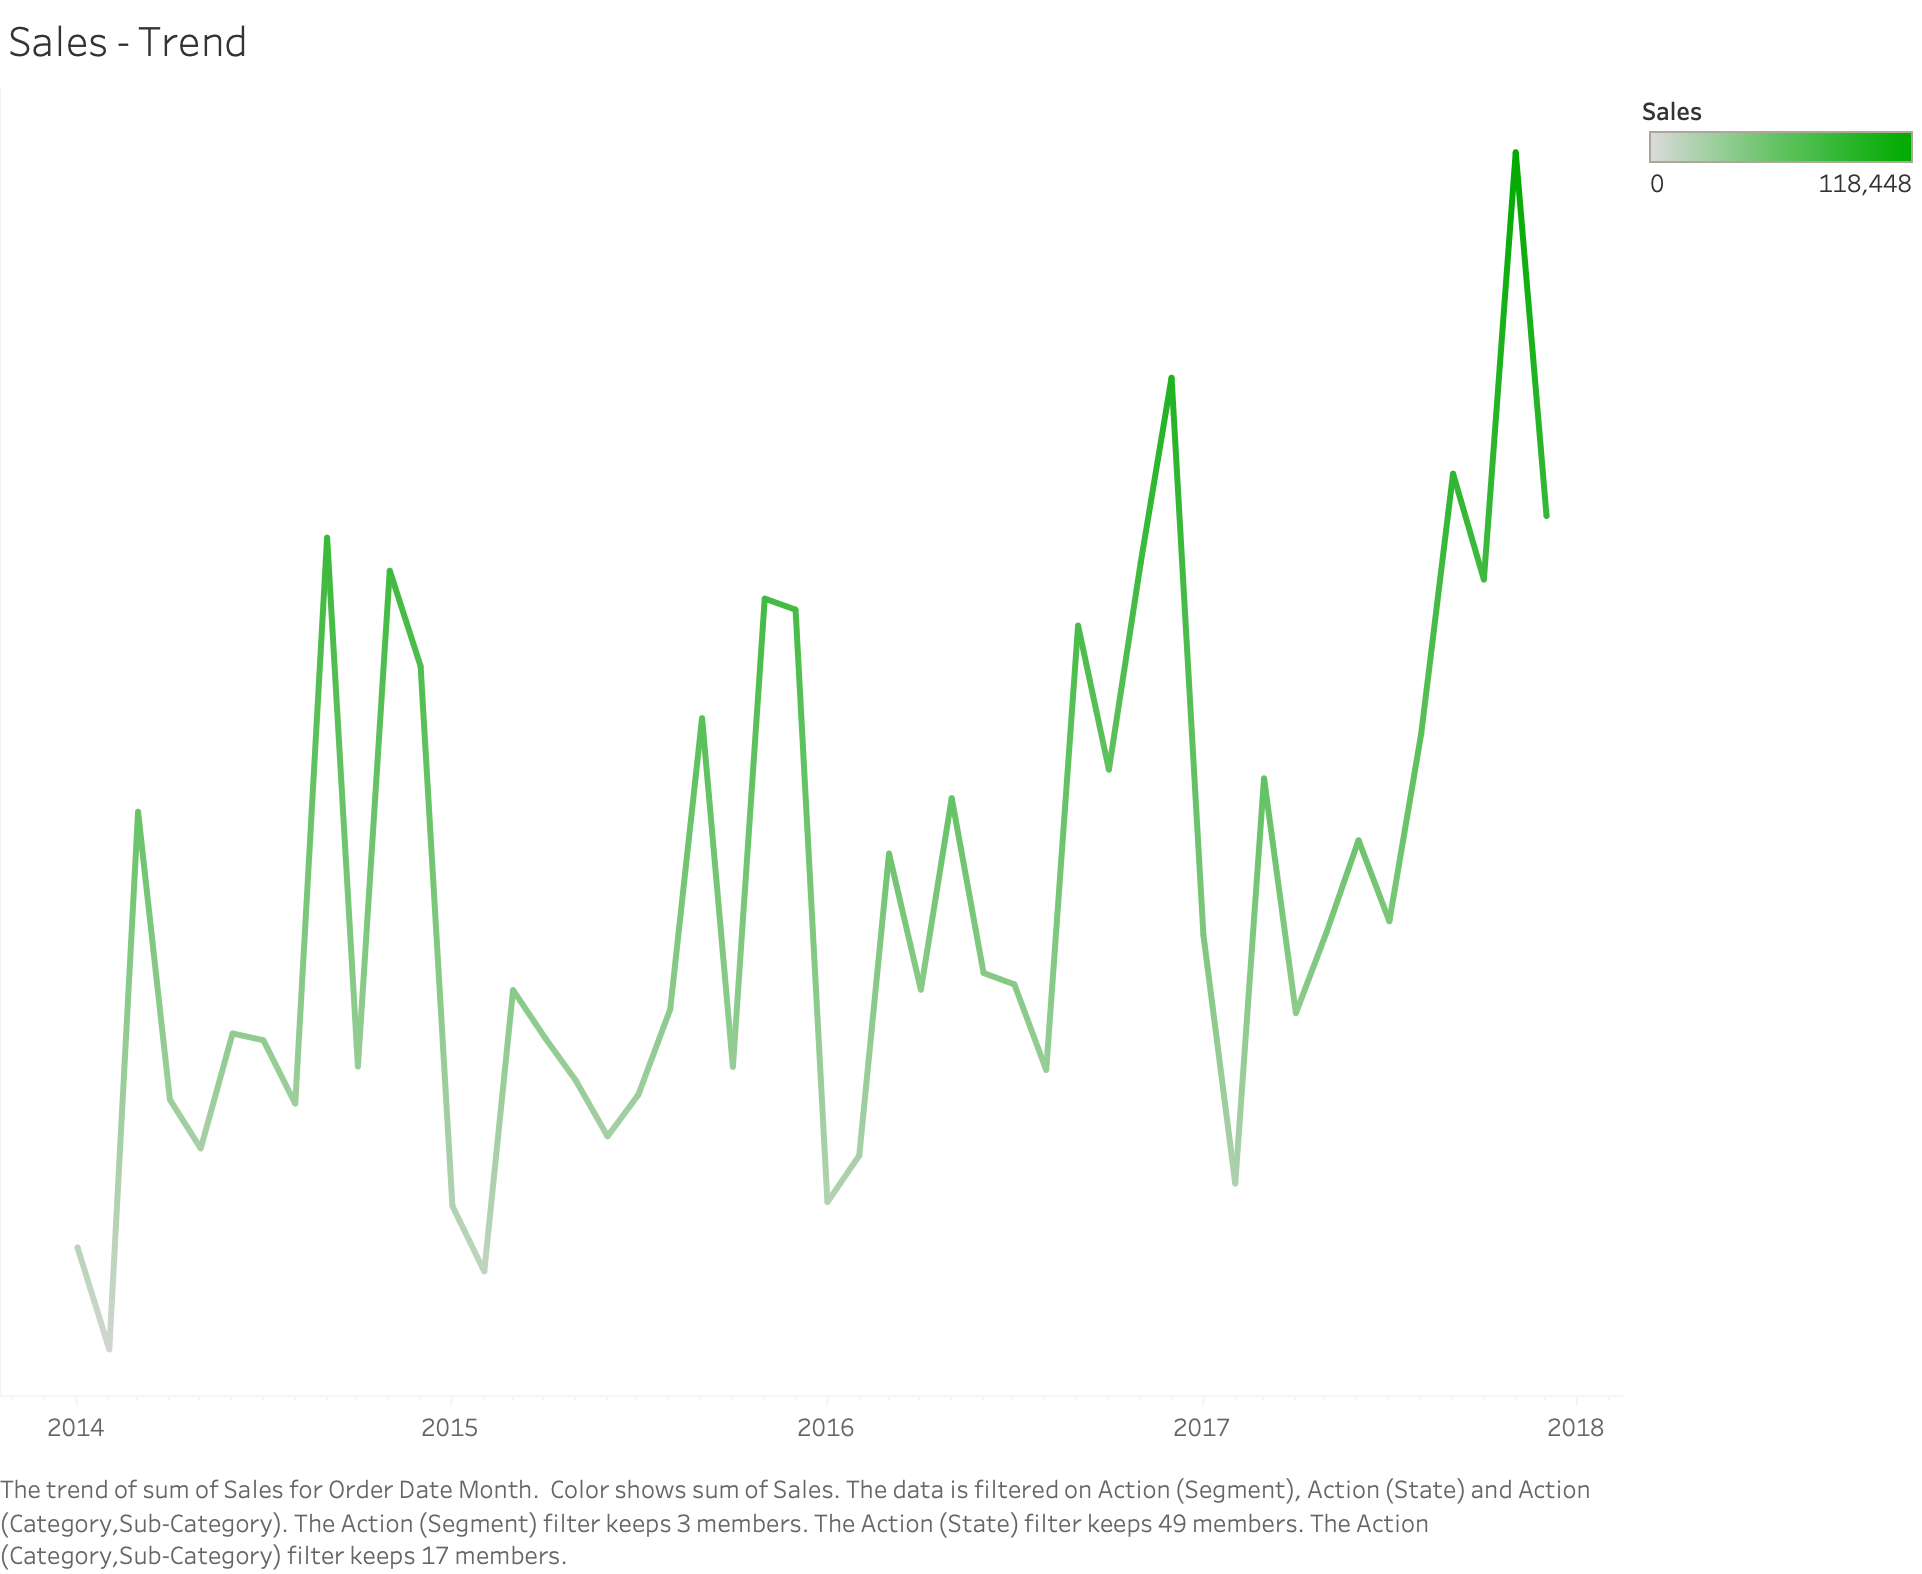 Sales - Trend
Sales
0 118,448
2014 2015 2016 2017 2018
The trend of sum of Sales for Order Date Month.  Color shows sum of Sales. The data is filtered on Action (Segment), Action (State) and Action
(Category,Sub-Category). The Action (Segment) filter keeps 3 members. The Action (State) filter keeps 49 members. The Action
(Category,Sub-Category) filter keeps 17 members.